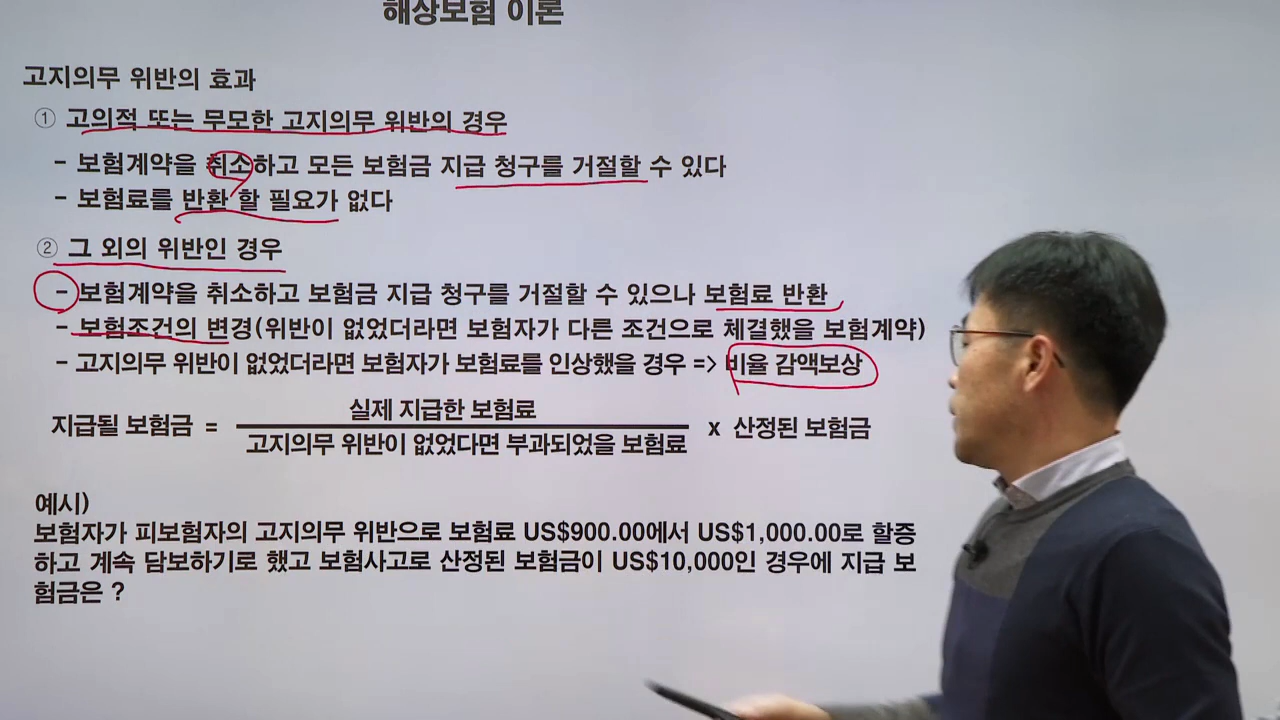 해상보험 이론
고지의무 위반의 효과
① 고의적 또는 무모한 고지의무 위반의 경우
- 보험계약을 취소하고 모든 보험금 지급 청구를 거절할 수 있다
- 보험료를 반환 할 필요가 없다
② 그 외의 위반인 경우
- 보험계약을 취소하고 보험금 지급 청구를 거절할 수 있으나 보험료 반환
- 보험조건의 변경(위반이 없었더라면 보험자가 다른 조건으로 체결했을 보험계약)
- 고지의무 위반이 없었더라면 보험자가 보험료를 인상했을 경우 => 비율 감액보상
실제 지급한 보험료
지급될 보험금 = x 산정된 보험금
고지의무 위반이 없었다면 부과되었을 보험료
예시)
보험자가 피보험자의 고지의무 위반으로 보험료 US$900.00에서 US$1,000.00로 할증
하고 계속 담보하기로 했고 보험사고로 산정된 보험금이 US$10,000인 경우에 지급 보
험금은 ?